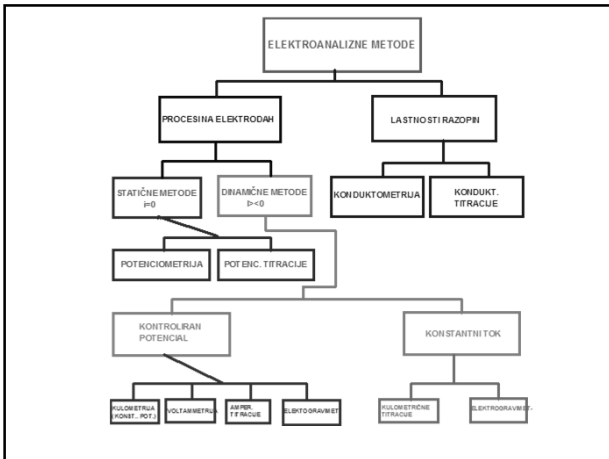 ELEKTROANALIZNE METODE
PROCESI NA ELEKTRODAH
LASTNOSTI RAZOPIN
STATIČNE METODE
i=0
DINAMIČNE METODE
I><0
KONDUKTOMETRIJA
KONDUKT.
TITRACIJE
POTENCIOMETRIJA
POTENC. TITRACIJE
KONTROLIRAN
POTENCIAL
KONSTANTNI TOK
KULOMETRIJA
(KONST.. POT.)
VOLTAMMETRIJA
AMPER.
TITRACIJE
ELEKTOGRAVMET
KULOMETRIČNE
TITRACIJE
ELEKTROGRAVMET.